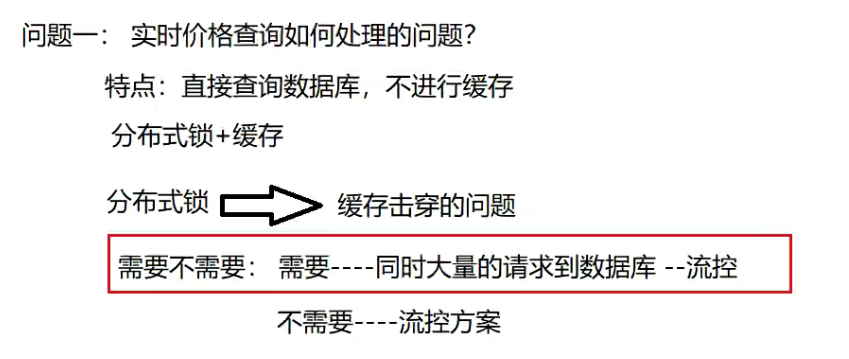 问题一： 实时价格查询如何处理的问题？
特点：直接查询数据库，不进行缓存
分布式锁+缓存
分布式锁 缓存击穿的问题
需要不需要： 需要----同时大量的请求到数据库 --流控
不需要----流控方案